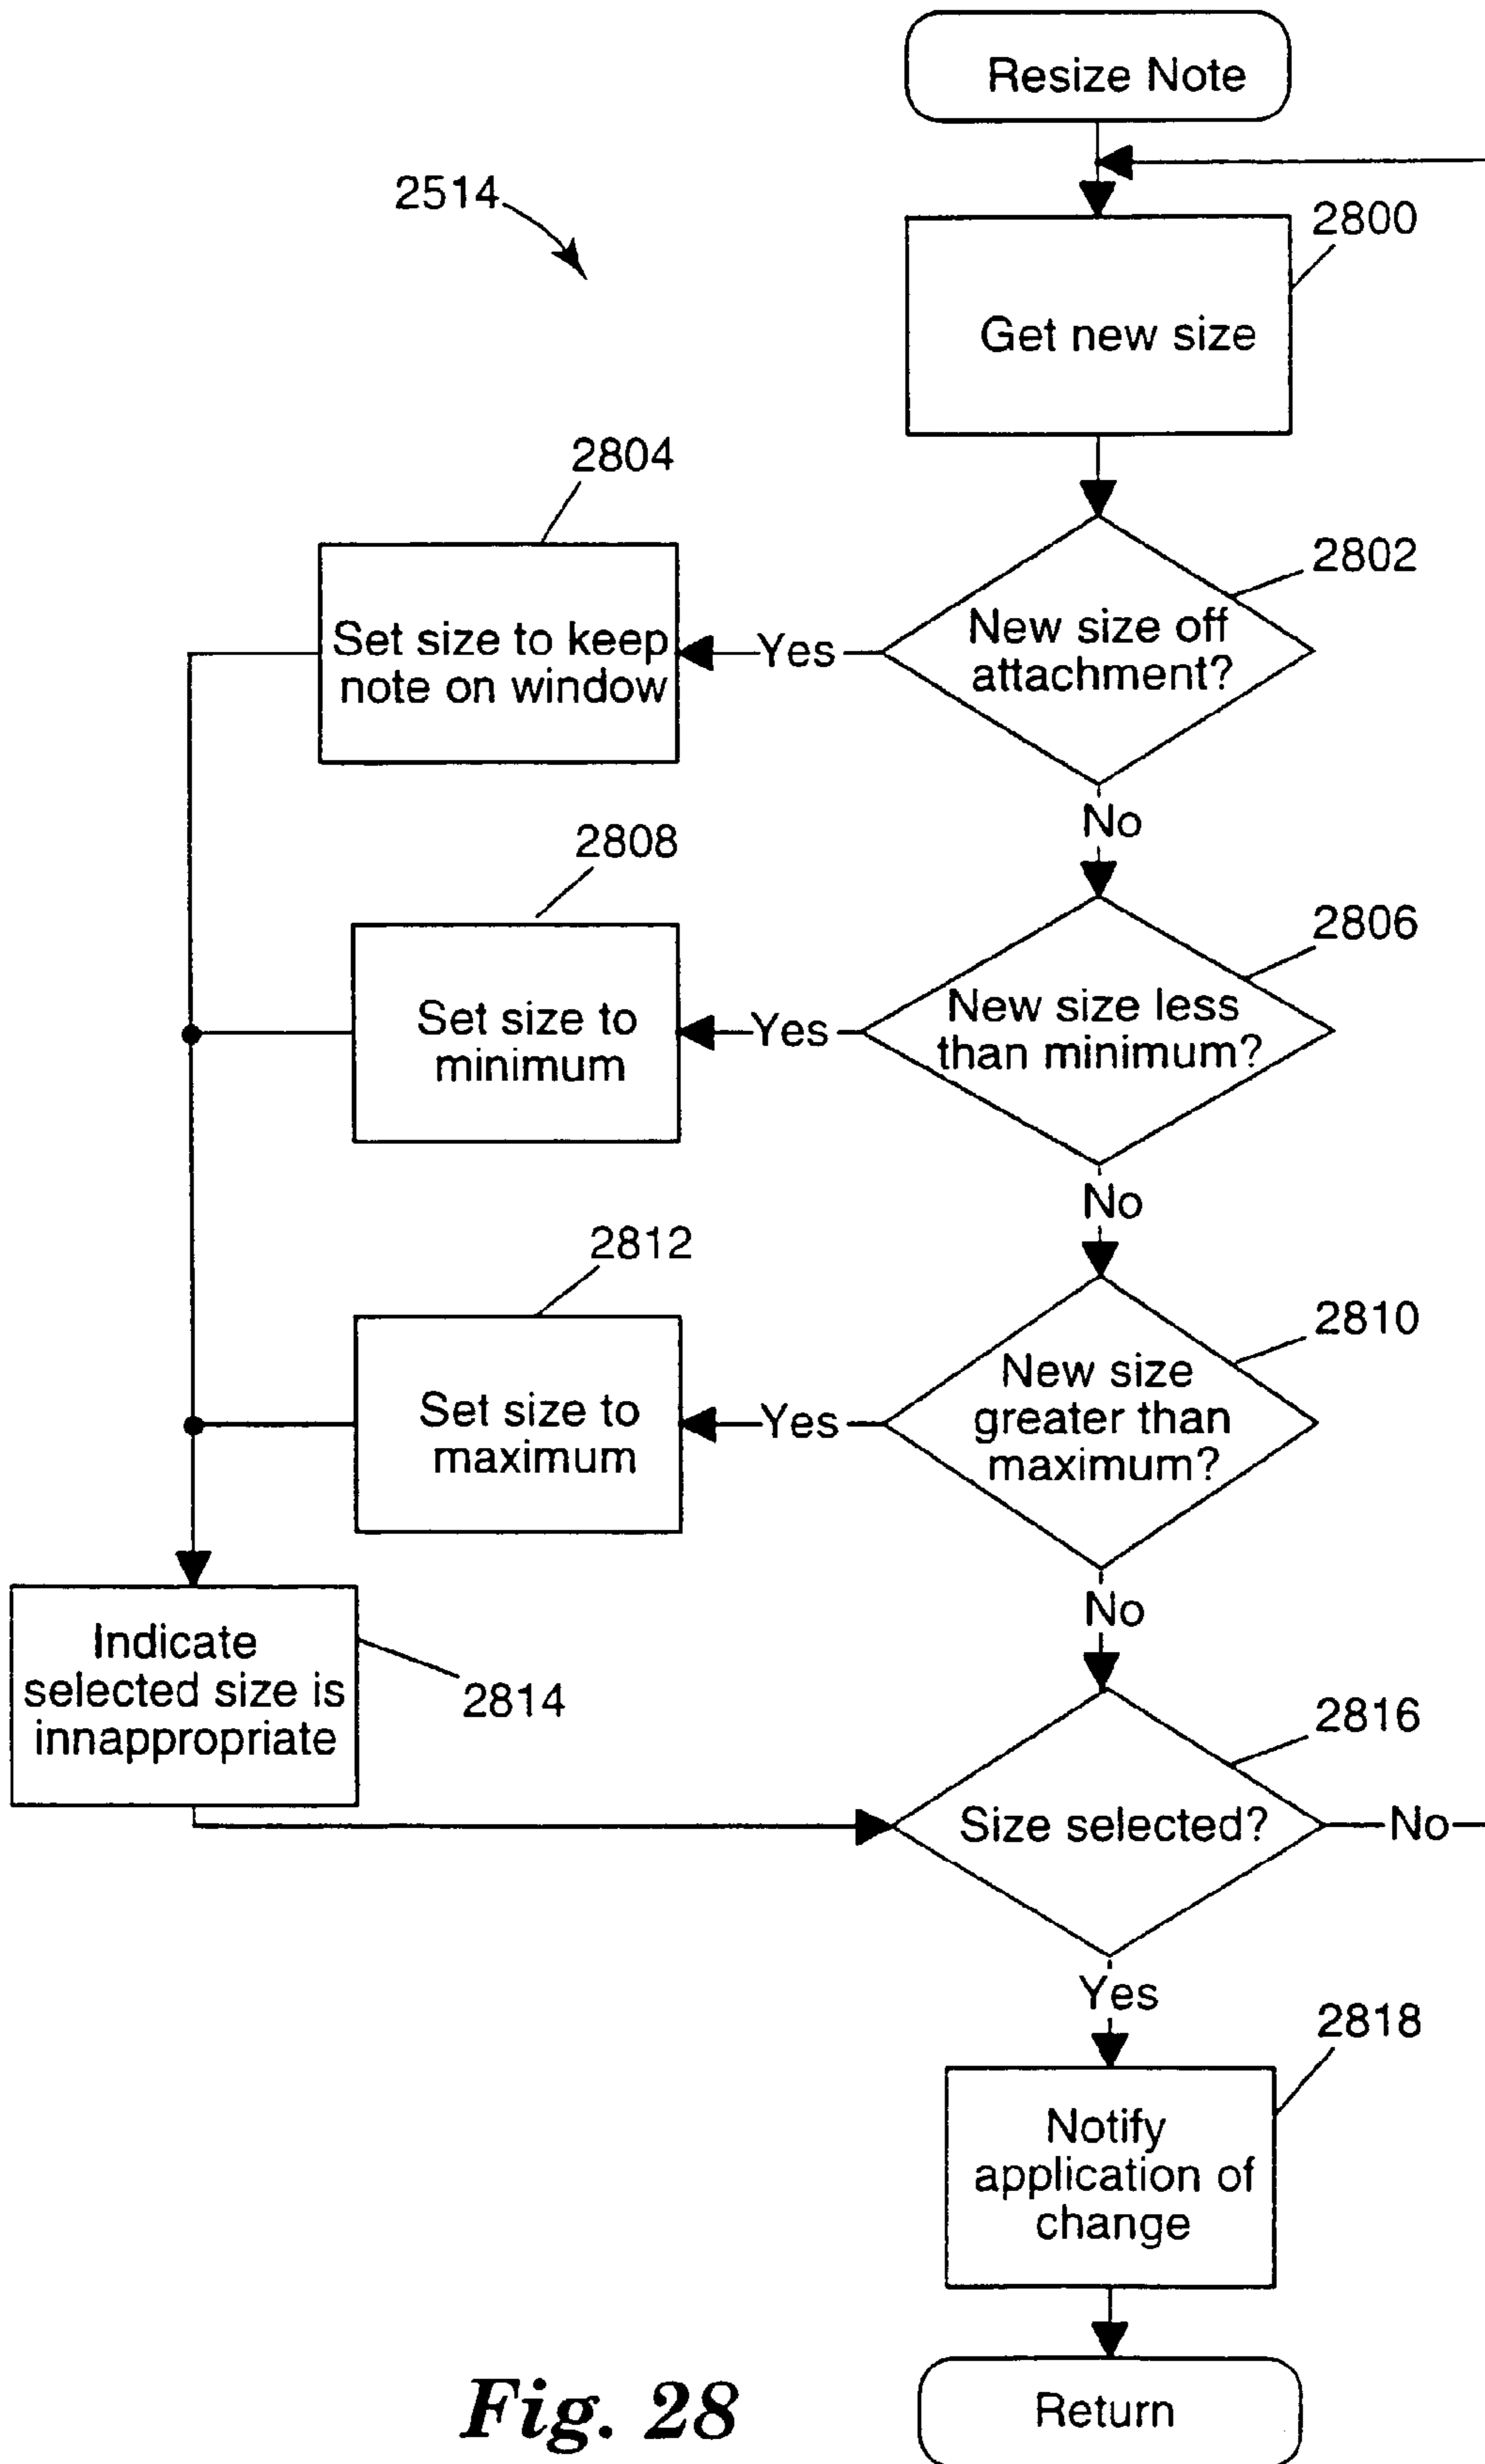 Resize Note
2514
2800
Get new size
2804
2802
Set size to keep
note on window
Yes
New size off
attachment?
No
2808
2806
Set size to
minimum
Yes
New size less
than minimum?
No
2812
2810
Set size to
maximum
Yes
New size
greater than
maximum?
No
Indicate
selected size is
innappropriate
2814
2816
Size selected?
No
Yes
2818
Notify
application of
change
Return
Fig. 28